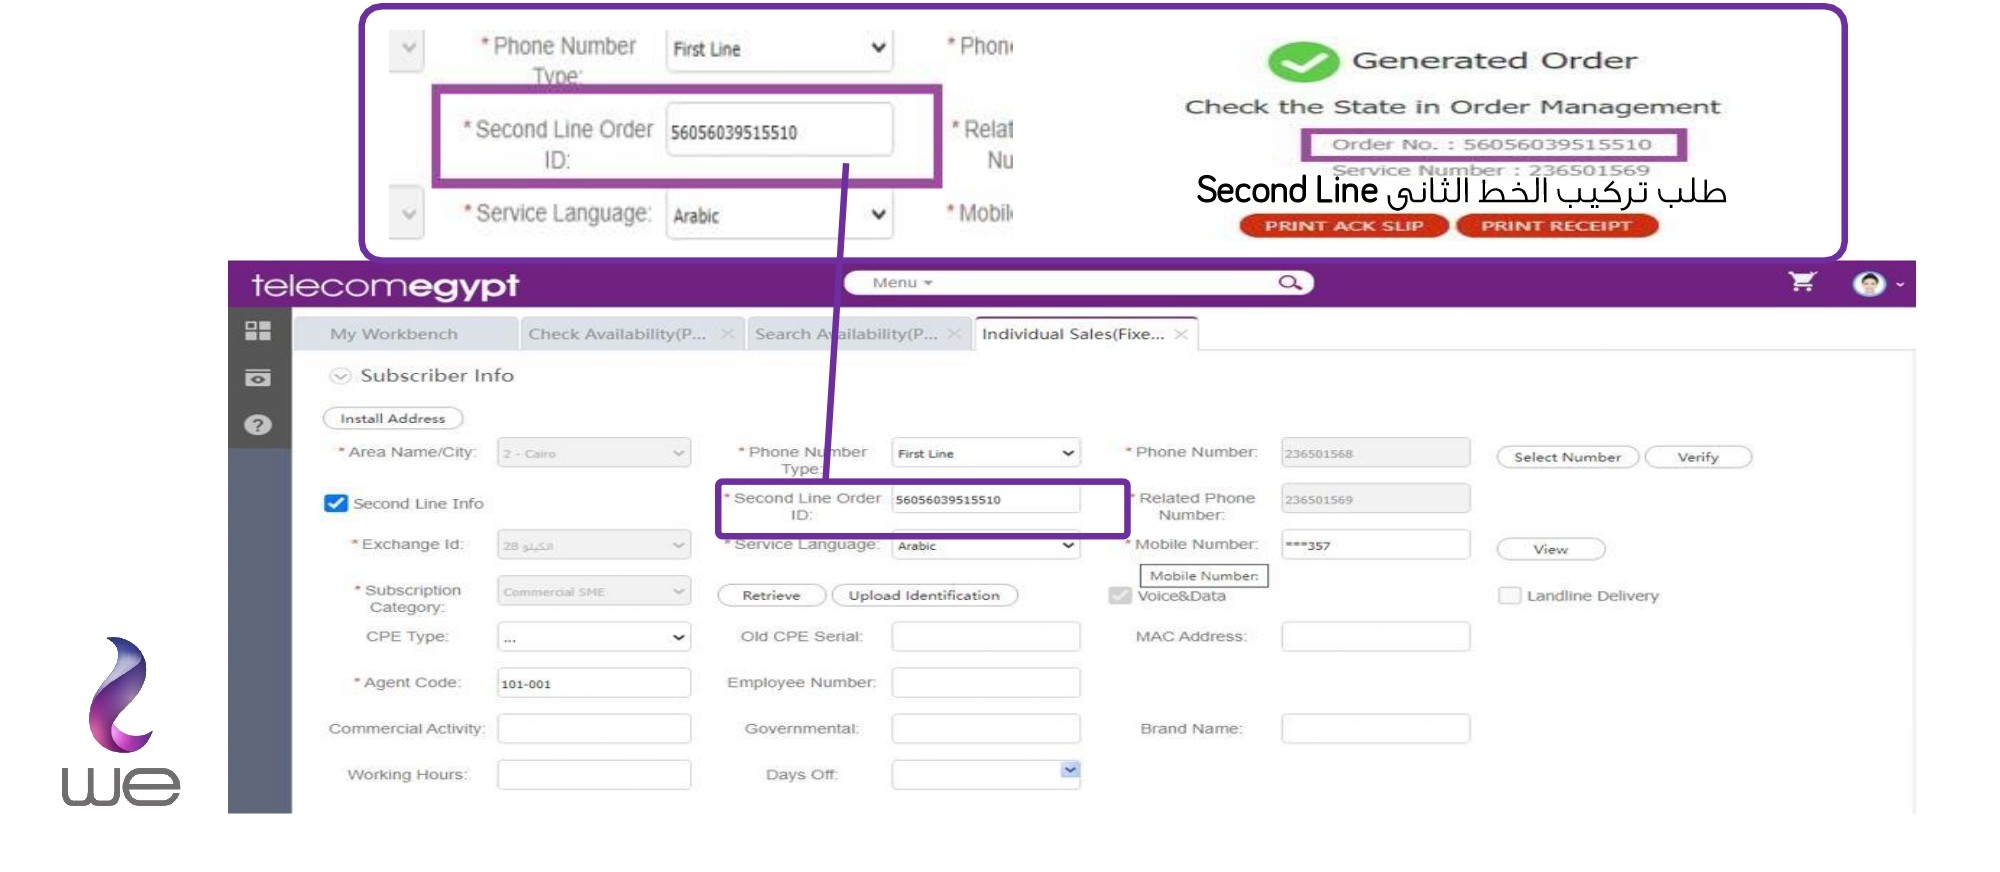 * Phone Number Type: First Line * Phon
* Second Line Order ID: 56056039515510 * Relat Nu
* Service Language: Arabic * Mobil
Generated Order
Check the State in Order Management
Order No. : 56056039515510
Service Number : 236501569
طلب تركيب الخط الثانى Second Line
PRINT ACK SLIP PRINT RECEIPT
telecomegypt Menu
My Workbench Check Availability(P... Search Availability(P... Individual Sales(Fixe...
Subscriber Info
Install Address
* Area Name/City: 2 - Cairo * Phone Number Type: First Line * Phone Number: 236501568 Select Number Verify
Second Line Info * Second Line Order ID: 56056039515510 * Related Phone Number: 236501569
* Exchange Id: الكيلو 28 * Service Language: Arabic * Mobile Number: ***357 View
Mobile Number:
* Subscription Category: Commercial SME Retrieve Upload Identification Voice&Data Landline Delivery
CPE Type: ... Old CPE Serial: MAC Address:
* Agent Code: 101-001 Employee Number:
Commercial Activity: Governmental: Brand Name:
Working Hours: Days Off:
we